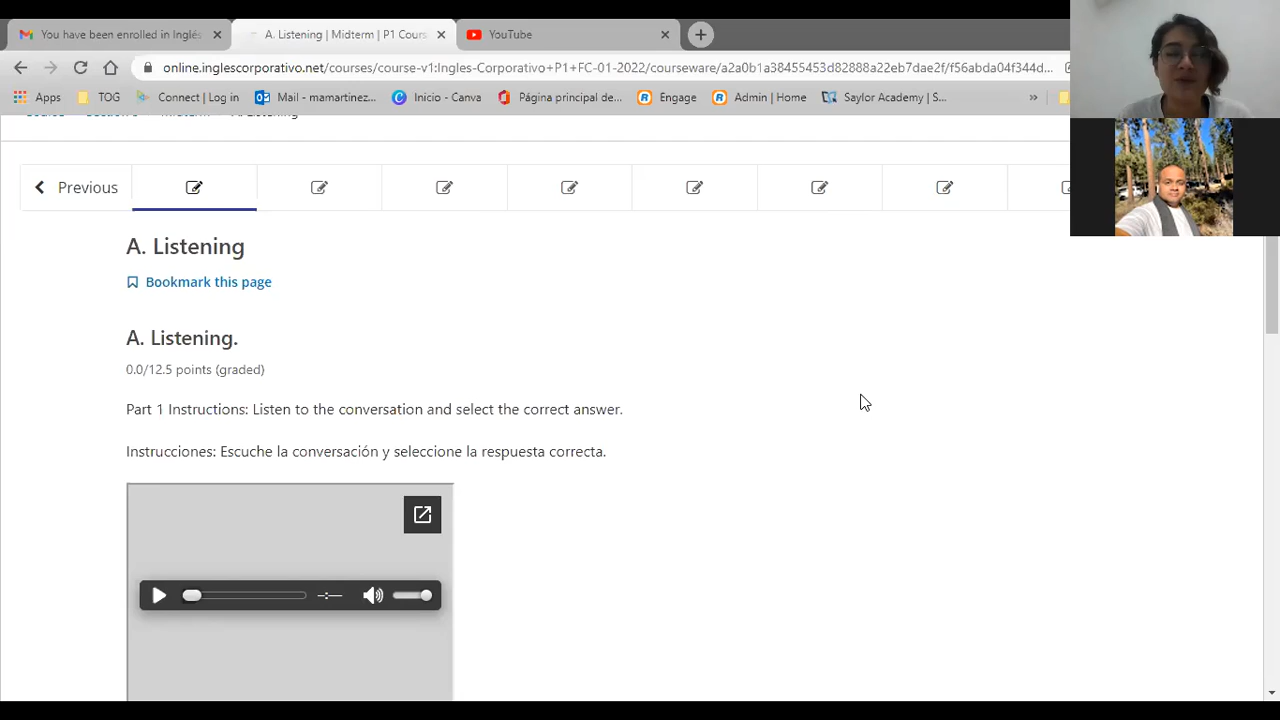 You have been enrolled in Inglés
A. Listening | Midterm | P1 Cours
YouTube
online.inglescorporativo.net/courses/course-v1:Ingles-Corporativo+P1+FC-01-2022/courseware/a2a0b1a38455453d82888a22eb7dae2f/f56abda04f344d...
Apps
TOG
Connect | Log in
Mail - mamartinez...
Inicio - Canva
Página principal de...
Engage
Admin | Home
Saylor Academy | S...
»
A. Listening
Previous
A. Listening
Bookmark this page
A. Listening.
0.0/12.5 points (graded)
Part 1 Instructions: Listen to the conversation and select the correct answer.
Instrucciones: Escuche la conversación y seleccione la respuesta correcta.
-:--